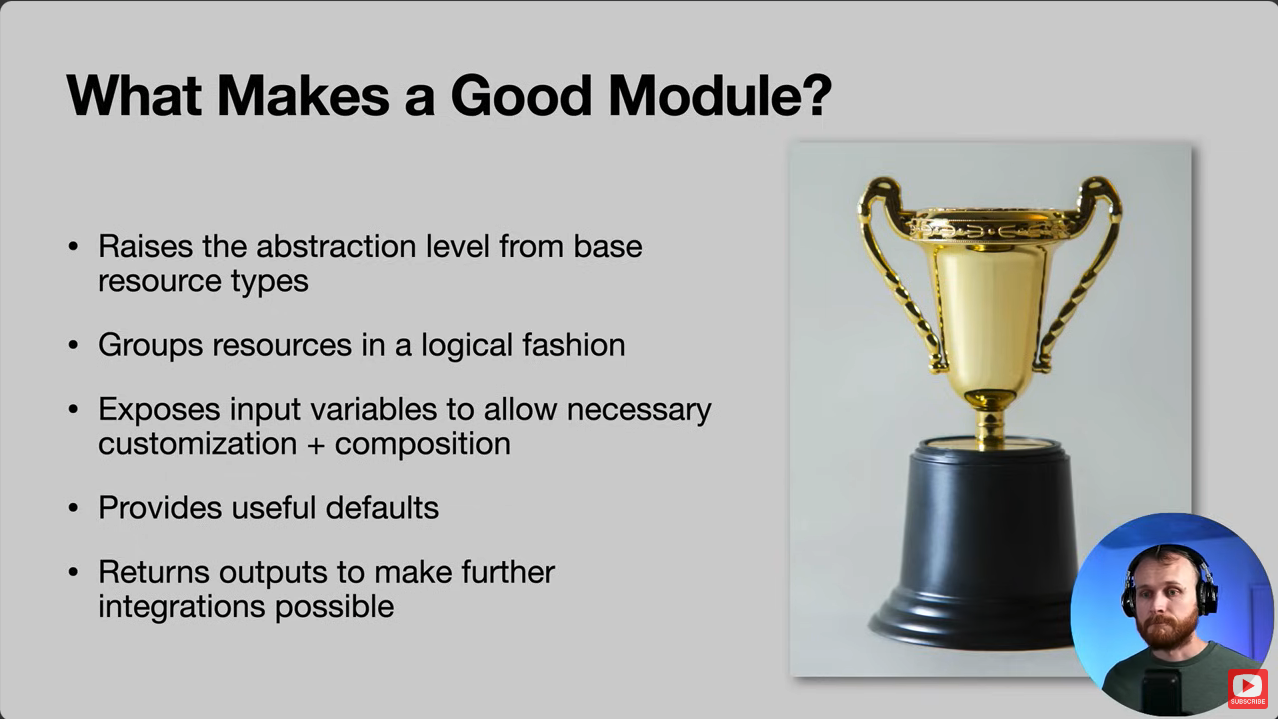 What Makes a Good Module?
• Raises the abstraction level from base
resource types
• Groups resources in a logical fashion
• Exposes input variables to allow necessary
customization + composition
• Provides useful defaults
• Returns outputs to make further
integrations possible
SUBSCRIBE